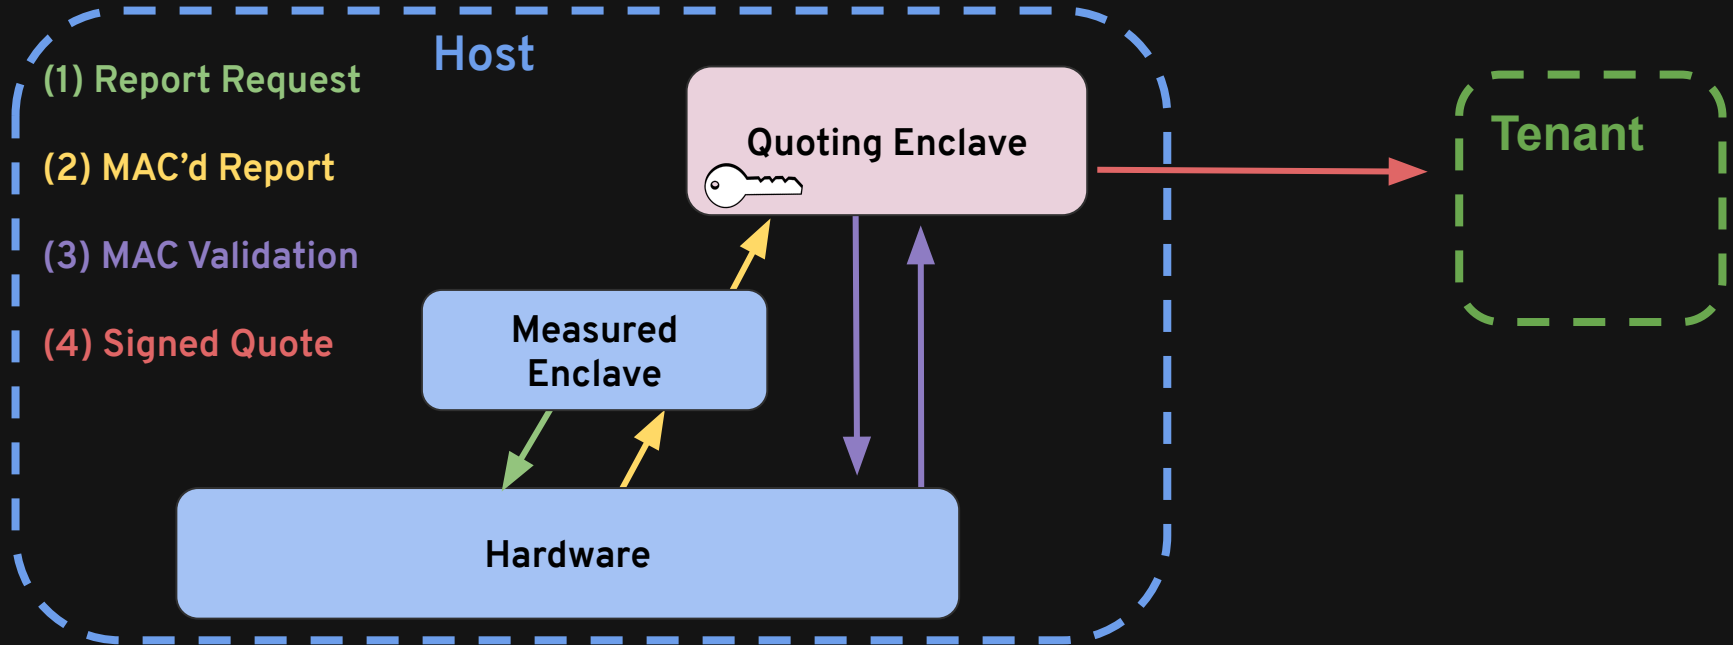 Host
(1) Report Request
(2) MAC’d Report
(3) MAC Validation
(4) Signed Quote
Quoting Enclave
Tenant
Measured
Enclave
Hardware